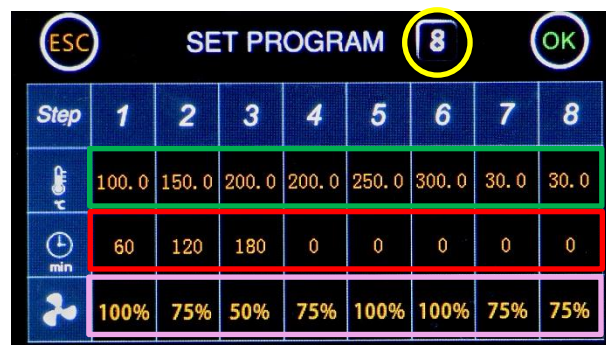 ESC SET PROGRAM 8 OK
Step 1 2 3 4 5 6 7 8
℃ 100.0 150.0 200.0 200.0 250.0 300.0 30.0 30.0
min 60 120 180 0 0 0 0 0
100% 75% 50% 75% 100% 100% 75% 75%